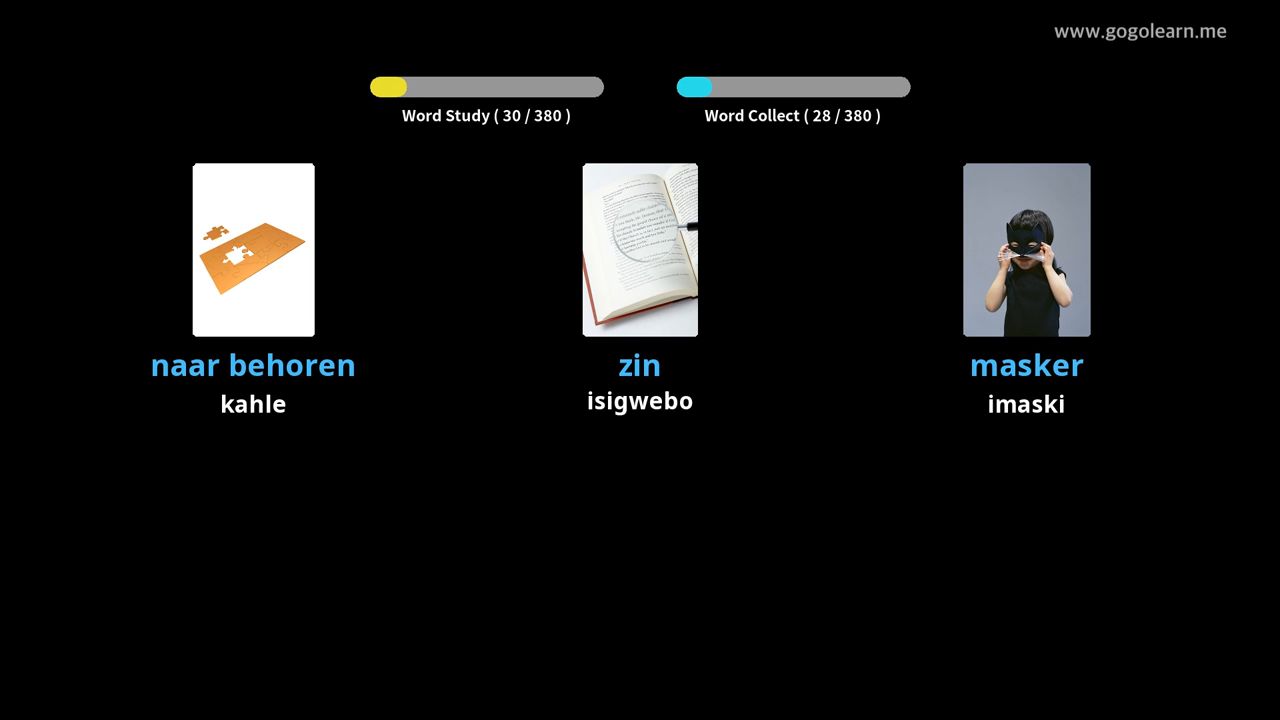 www.gogolearn.me
Word Study ( 30 / 380 )
Word Collect ( 28 / 380 )
naar behoren
zin
masker
kahle
isigwebo
imaski